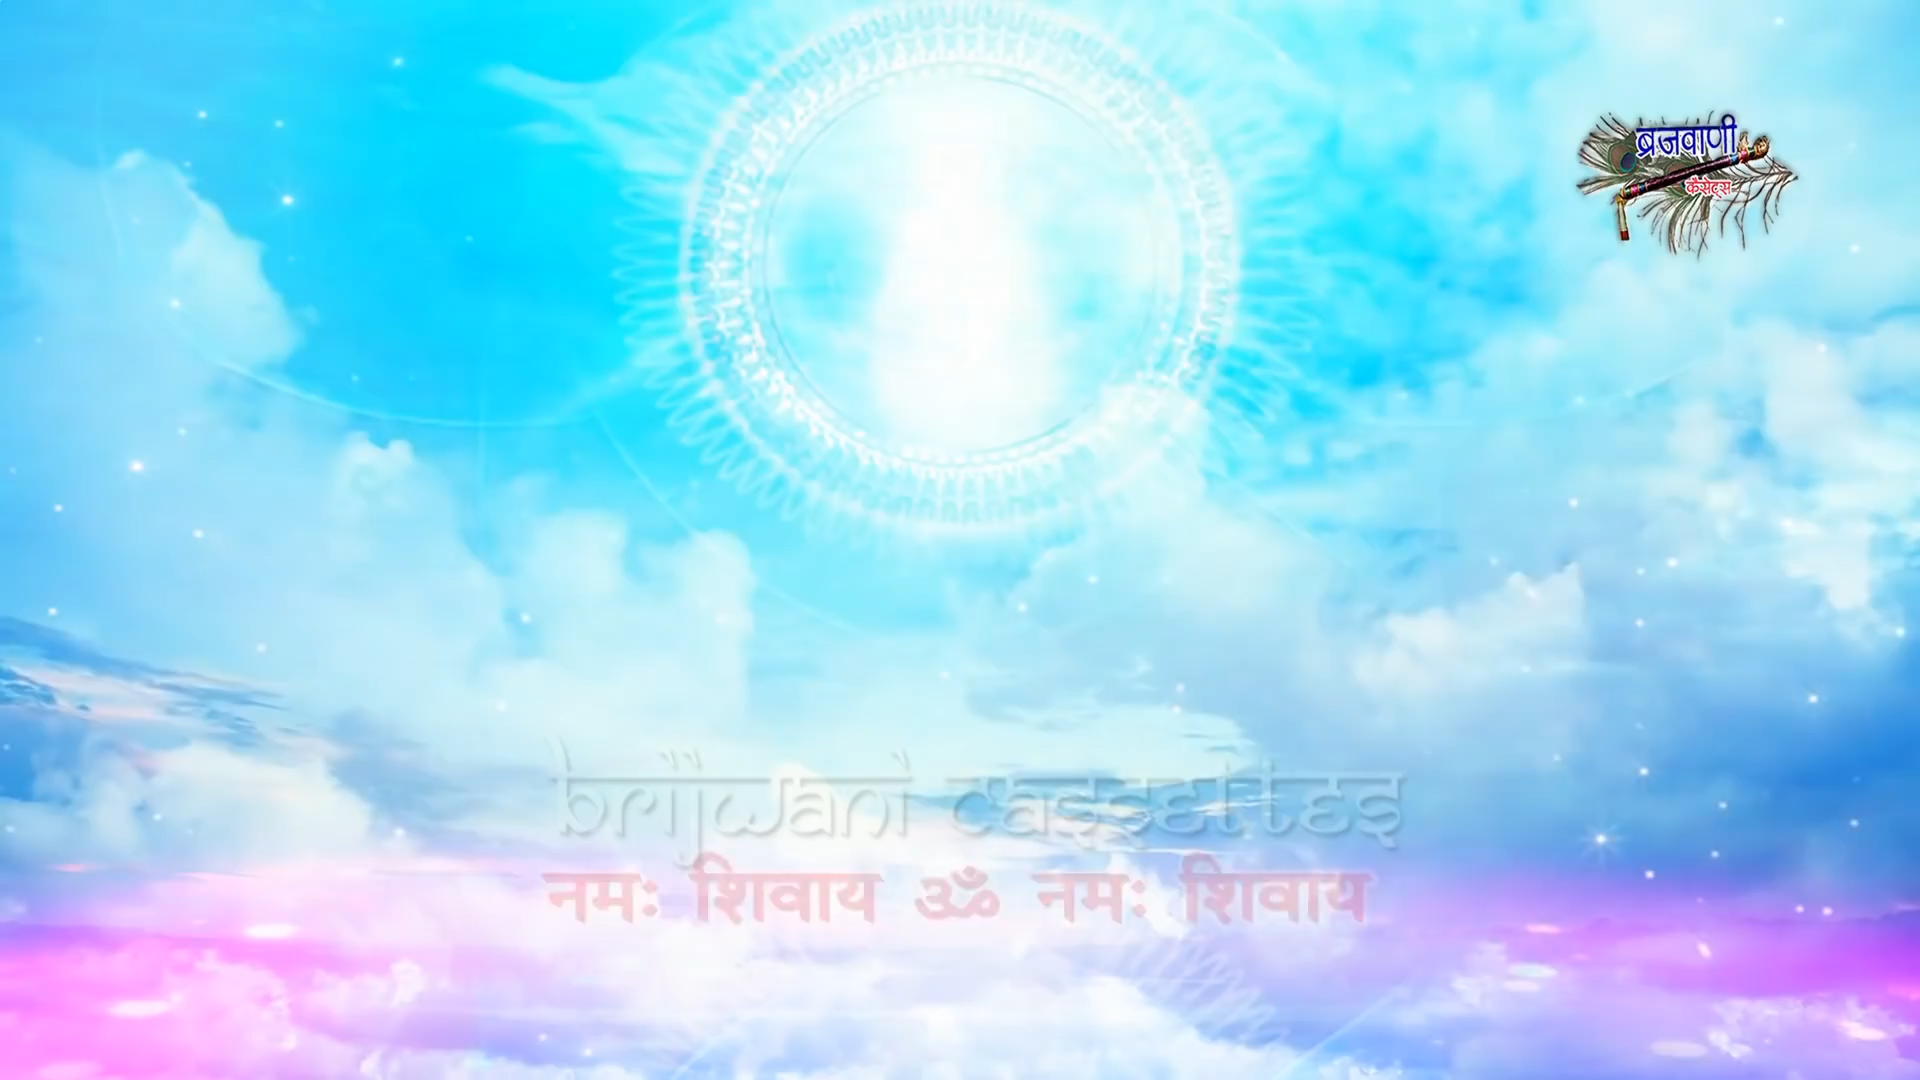 ब्रजवाणी
कैसेट्स
Brijwani Cassettes
नमः शिवाय ॐ नमः शिवाय